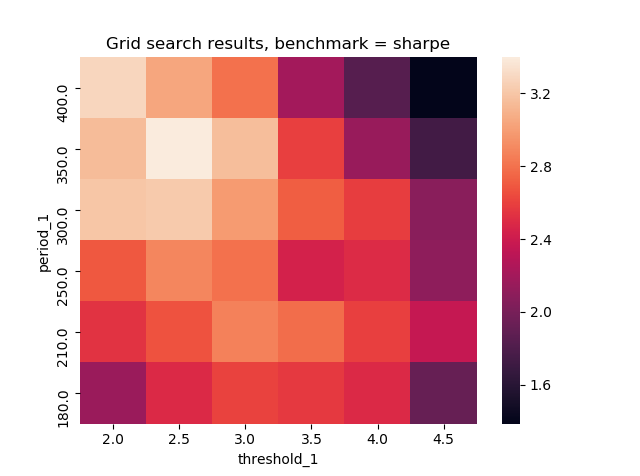 Grid search results, benchmark = sharpe
period_1
400.0
350.0
300.0
250.0
210.0
180.0
2.0 2.5 3.0 3.5 4.0 4.5
threshold_1
3.2
2.8
2.4
2.0
1.6